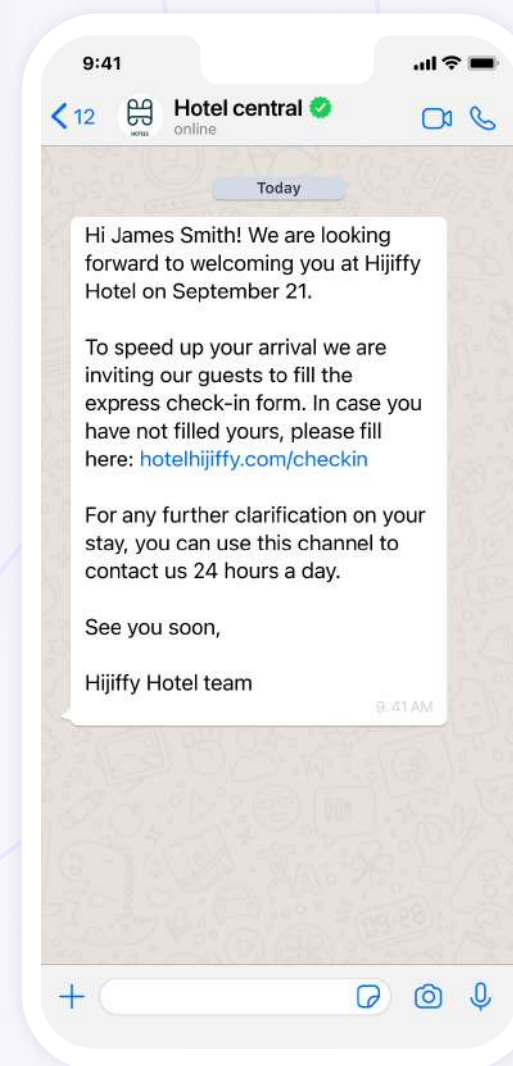 9:41
12
Hotel central
online
Today
Hi James Smith! We are looking
forward to welcoming you at Hijiffy
Hotel on September 21.
To speed up your arrival we are
inviting our guests to fill the
express check-in form. In case you
have not filled yours, please fill
here: hotelhijiffy.com/checkin
For any further clarification on your
stay, you can use this channel to
contact us 24 hours a day.
See you soon,
Hijiffy Hotel team
9:41 AM